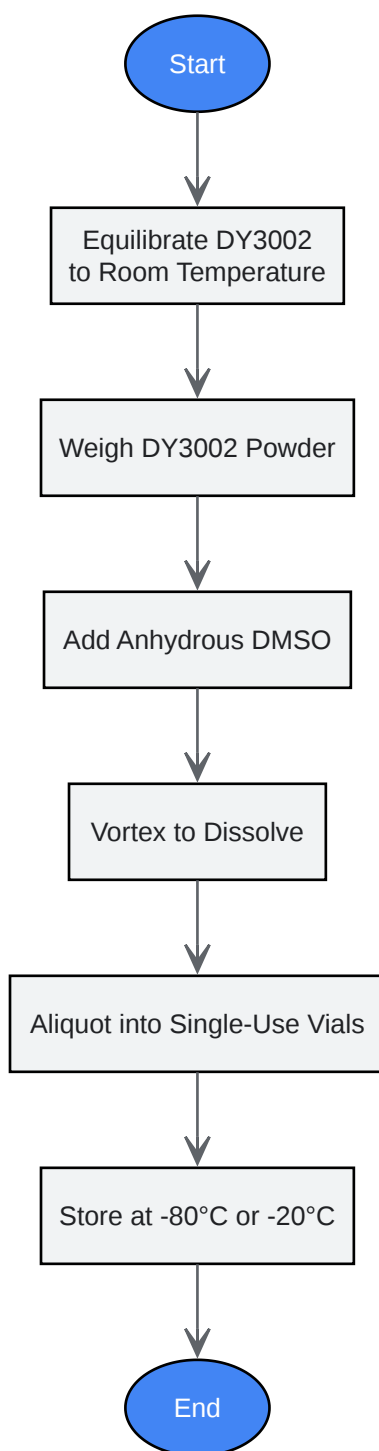 Start
Equilibrate DY3002
to Room Temperature
Weigh DY3002 Powder
Add Anhydrous DMSO
Vortex to Dissolve
Aliquot into Single-Use Vials
Store at -80°C or -20°C
End